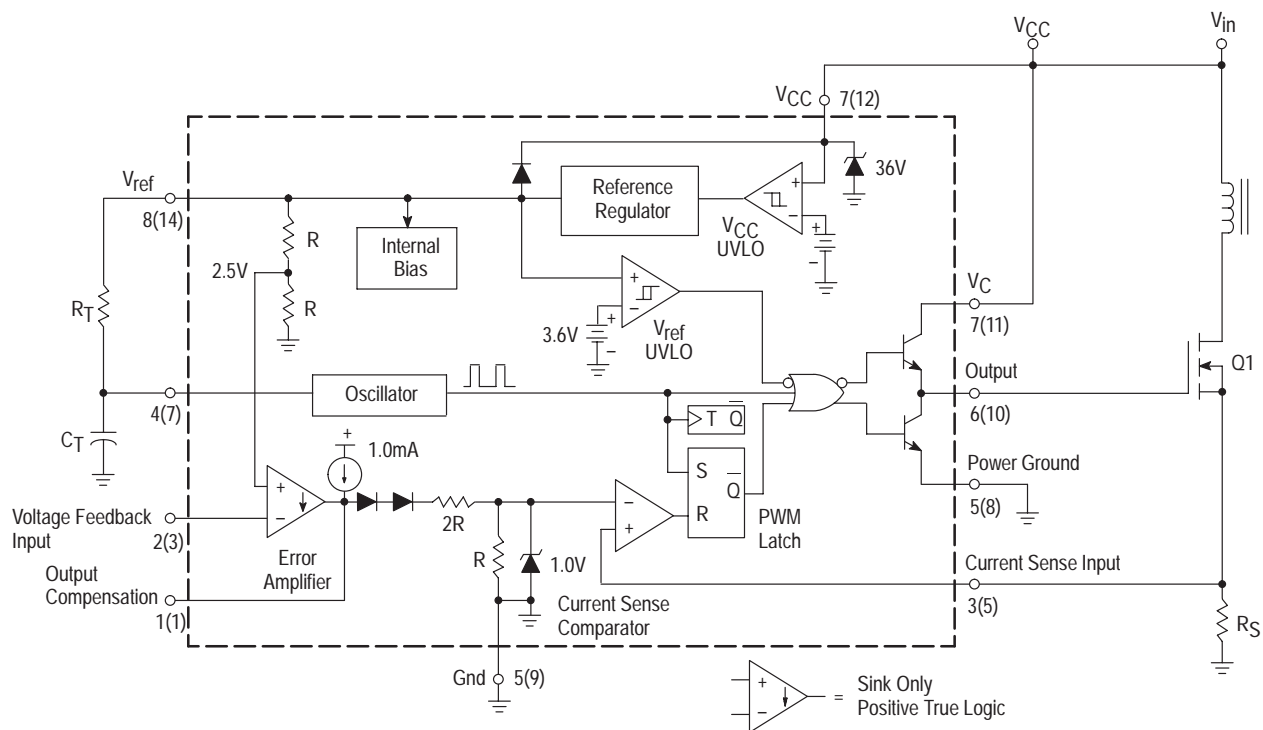 VCC
Vin
VCC 7(12)
Vref
8(14)
R
2.5V
R
RT
Internal
Bias
Reference
Regulator
+
−
VCC
UVLO
+
−
36V
+
−
Vref
UVLO
3.6V
+
−
VC
7(11)
Q1
Output
6(10)
4(7)
Oscillator
CT
+
1.0mA
T Q
S
R
Q
PWM
Latch
Power Ground
5(8)
+
−
Error
Amplifier
Voltage Feedback
Input
2(3)
Output
Compensation
1(1)
2R
R
1.0V
−
+
Current Sense
Comparator
Current Sense Input
3(5)
RS
Gnd 5(9)
+
−
= Sink Only
Positive True Logic